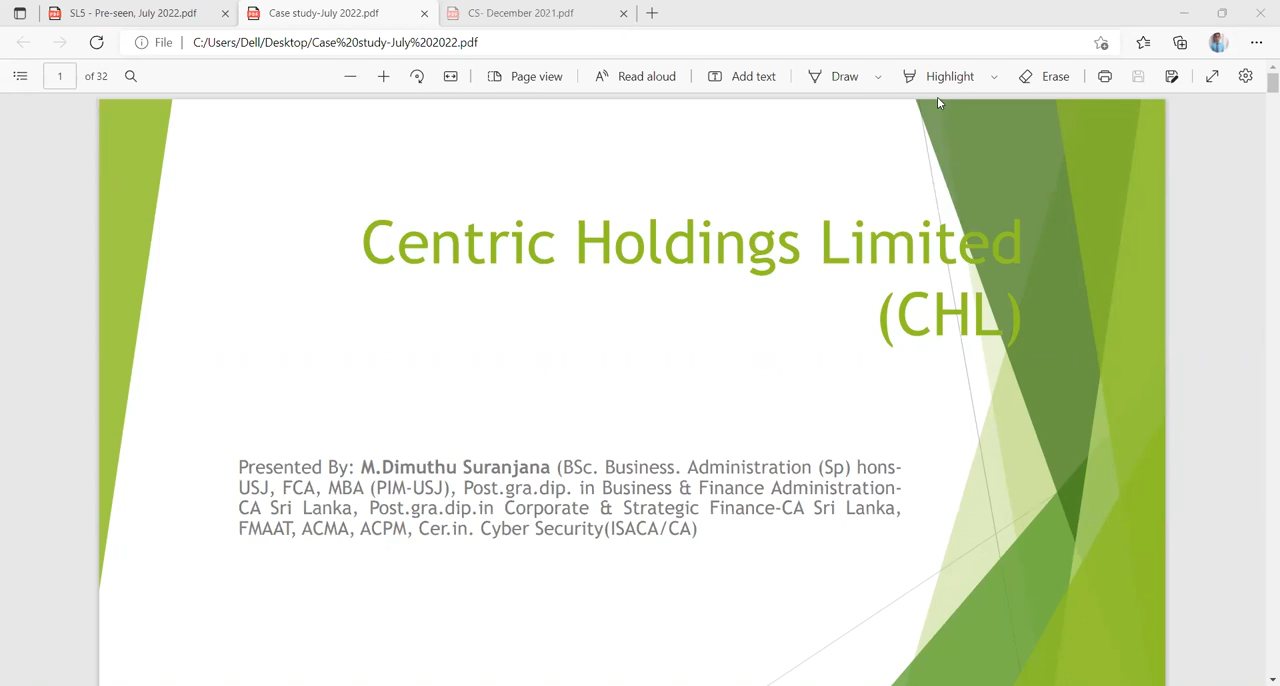 SL5 - Pre-seen, July 2022.pdf
Case study-July 2022.pdf
CS- December 2021.pdf
File
C:/Users/Dell/Desktop/Case%20study-July%202022.pdf
1 of 32
Page view
Read aloud
Add text
Draw
Highlight
Erase
Centric Holdings Limited
(CHL)
Presented By: M.Dimuthu Suranjana (BSc. Business. Administration (Sp) hons-
USJ, FCA, MBA (PIM-USJ), Post.gra.dip. in Business & Finance Administration-
CA Sri Lanka, Post.gra.dip.in Corporate & Strategic Finance-CA Sri Lanka,
FMAAT, ACMA, ACPM, Cer.in. Cyber Security(ISACA/CA)